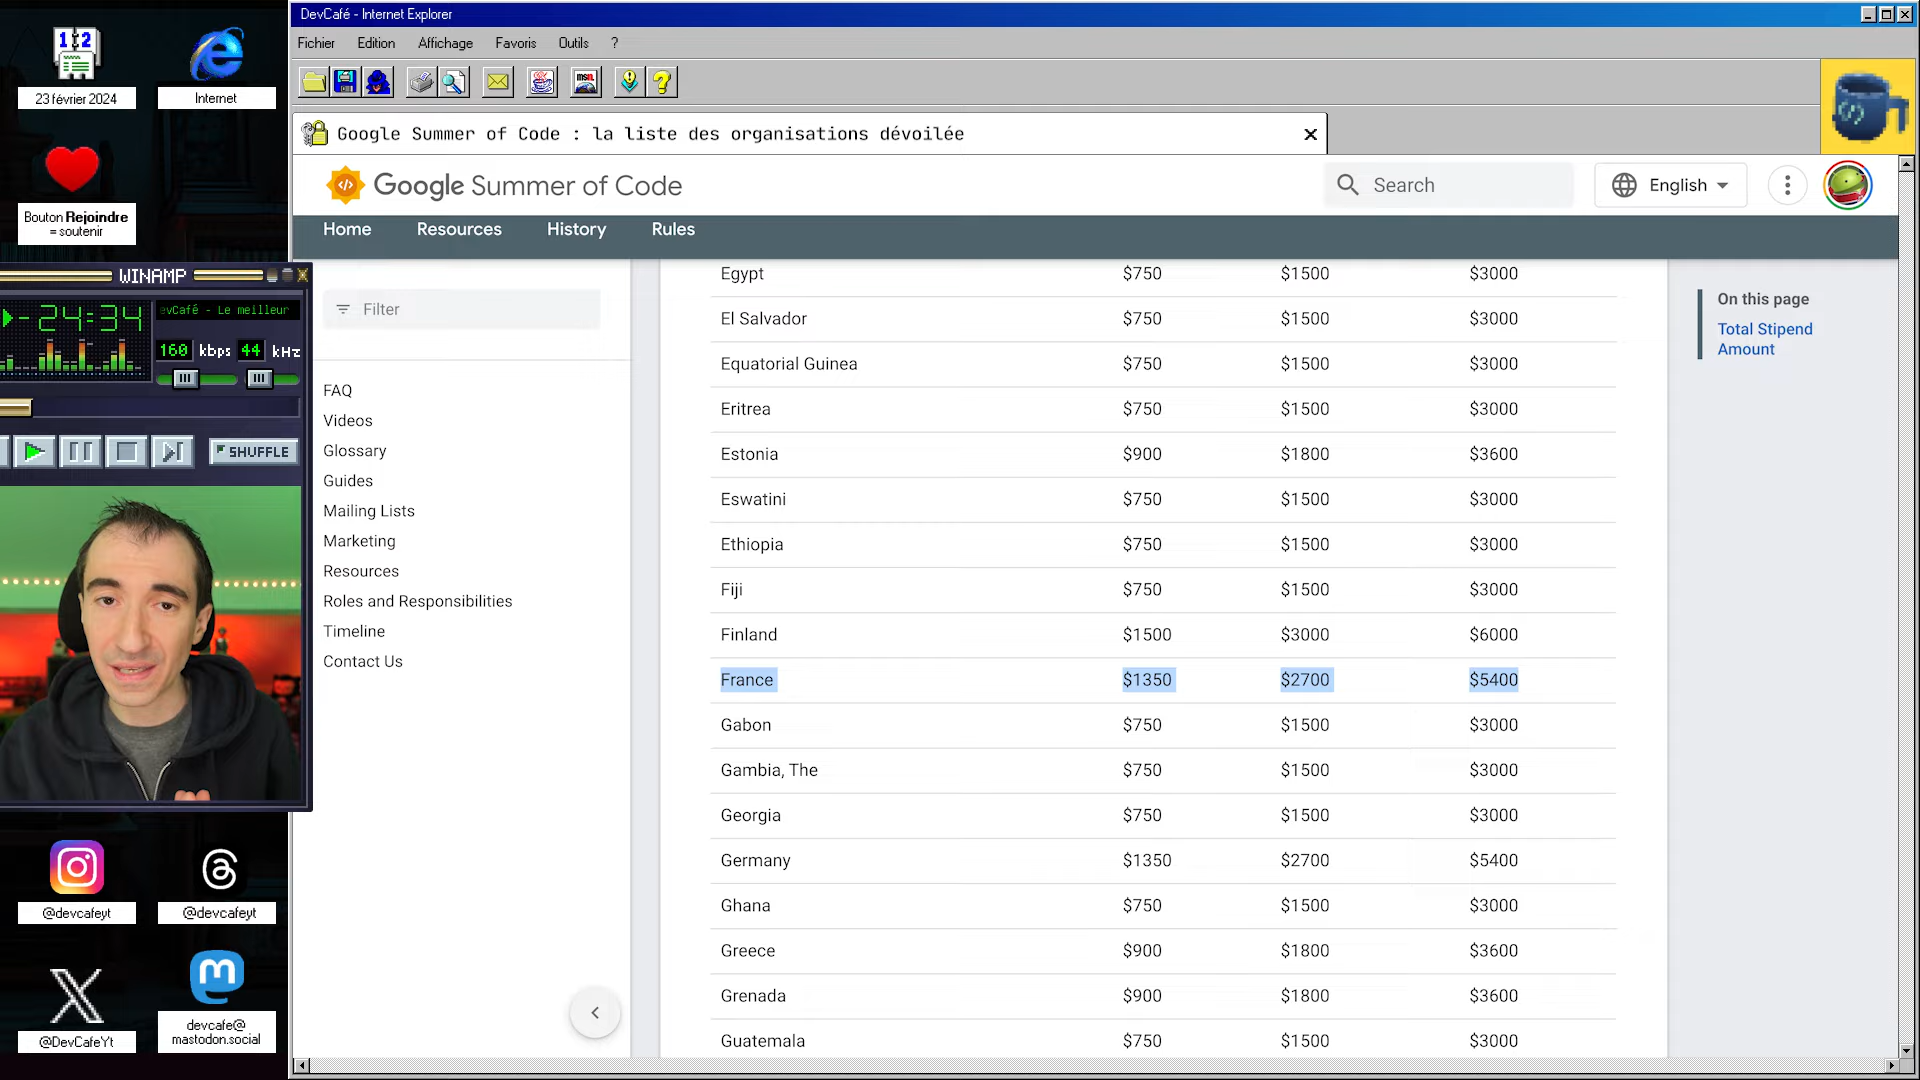 DevCafé - Internet Explorer
Fichier Edition Affichage Favoris Outils ?
12
23 février 2024
Internet
msn.
Google Summer of Code : la liste des organisations dévoilée
Bouton Rejoindre
= soutenir
Google Summer of Code
Search
English
Home Resources History Rules
WINAMP
-24:34
evCafé - Le meilleur
160 kbps 44 kHz
SHUFFLE
Filter
FAQ
Videos
Glossary
Guides
Mailing Lists
Marketing
Resources
Roles and Responsibilities
Timeline
Contact Us
Egypt $750 $1500 $3000
El Salvador $750 $1500 $3000
Equatorial Guinea $750 $1500 $3000
Eritrea $750 $1500 $3000
Estonia $900 $1800 $3600
Eswatini $750 $1500 $3000
Ethiopia $750 $1500 $3000
Fiji $750 $1500 $3000
Finland $1500 $3000 $6000
France $1350 $2700 $5400
Gabon $750 $1500 $3000
Gambia, The $750 $1500 $3000
Georgia $750 $1500 $3000
Germany $1350 $2700 $5400
Ghana $750 $1500 $3000
Greece $900 $1800 $3600
Grenada $900 $1800 $3600
Guatemala $750 $1500 $3000
On this page
Total Stipend
Amount
@devcafeyt
@devcafeyt
@DevCafeYt
devcafe@
mastodon.social